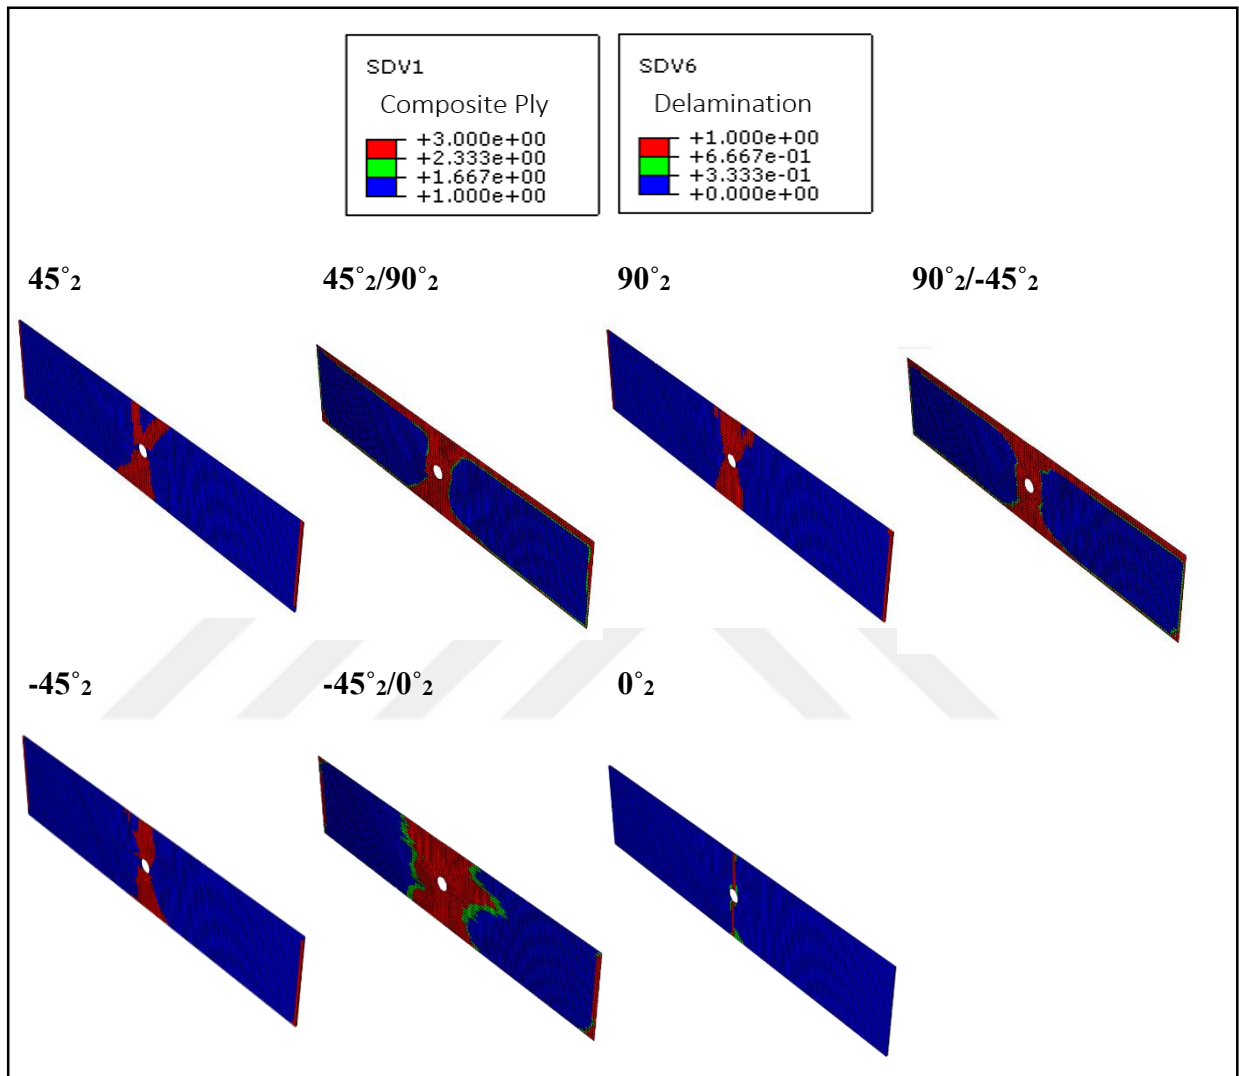 SDV1
Composite Ply
+3.000e+00
+2.333e+00
+1.667e+00
+1.000e+00
SDV6
Delamination
+1.000e+00
+6.667e-01
+3.333e-01
+0.000e+00
45°₂
45°₂/90°₂
90°₂
90°₂/-45°₂
-45°₂
-45°₂/0°₂
0°₂